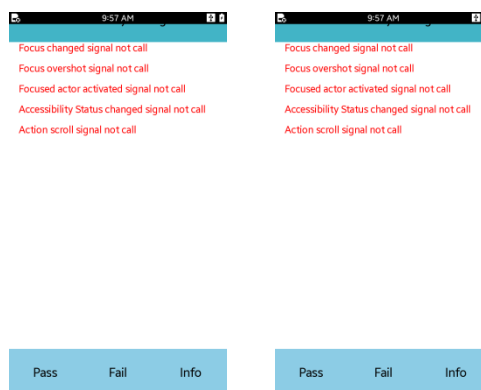 9:57 AM
Focus changed signal not call
Focus overshot signal not call
Focused actor activated signal not call
Accessibility Status changed signal not call
Action scroll signal not call
Pass Fail Info
9:57 AM
Focus changed signal not call
Focus overshot signal not call
Focused actor activated signal not call
Accessibility Status changed signal not call
Action scroll signal not call
Pass Fail Info